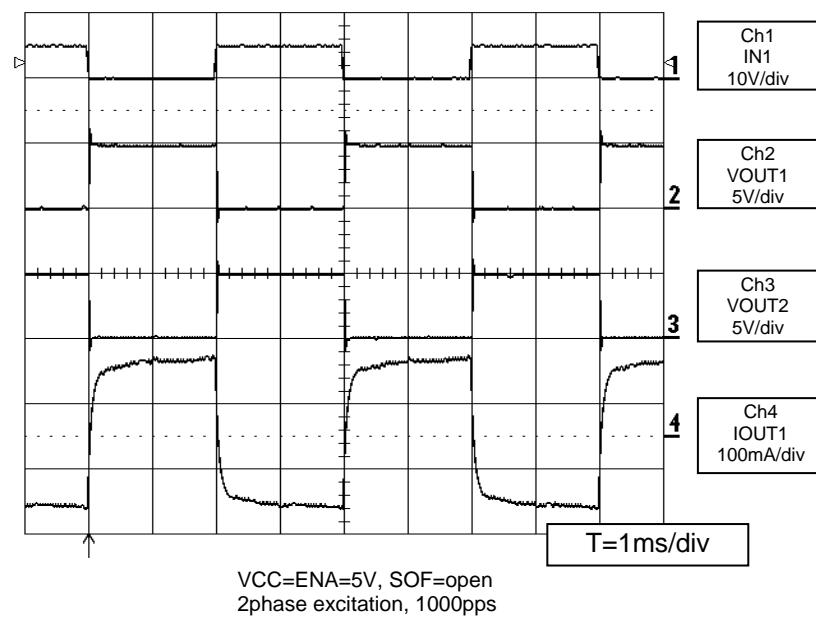 1
Ch1
IN1
10V/div
2
Ch2
VOUT1
5V/div
3
Ch3
VOUT2
5V/div
4
Ch4
IOUT1
100mA/div
T=1ms/div
VCC=ENA=5V, SOF=open
2phase excitation, 1000pps